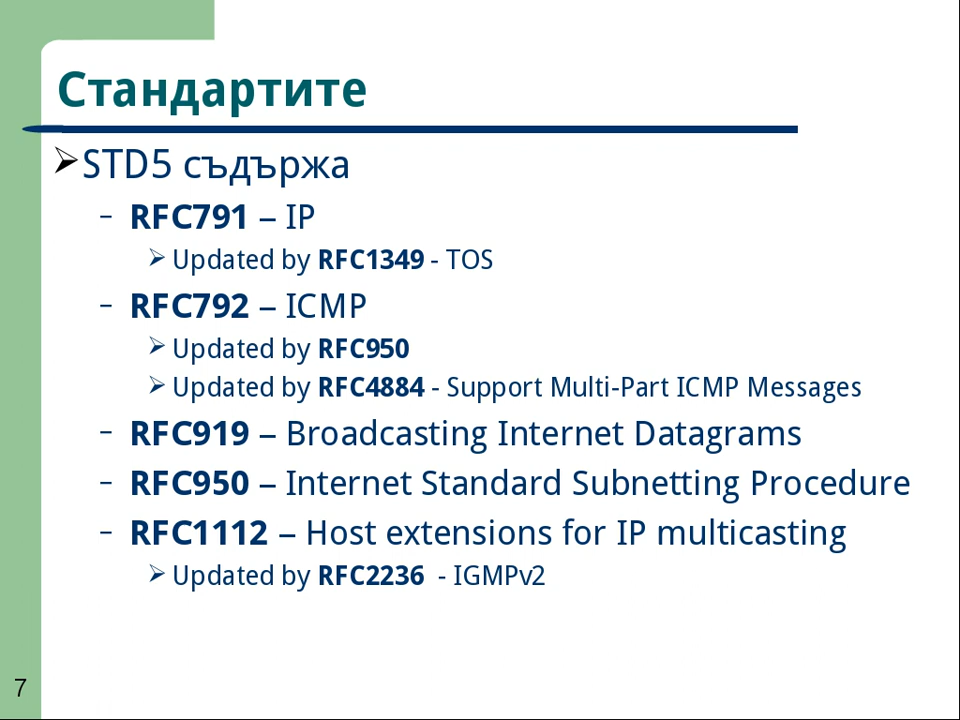 Стандартите
STD5 съдържа
– RFC791 – IP
Updated by RFC1349 - TOS
– RFC792 – ICMP
Updated by RFC950
Updated by RFC4884 - Support Multi-Part ICMP Messages
– RFC919 – Broadcasting Internet Datagrams
– RFC950 – Internet Standard Subnetting Procedure
– RFC1112 – Host extensions for IP multicasting
Updated by RFC2236 - IGMPv2
7